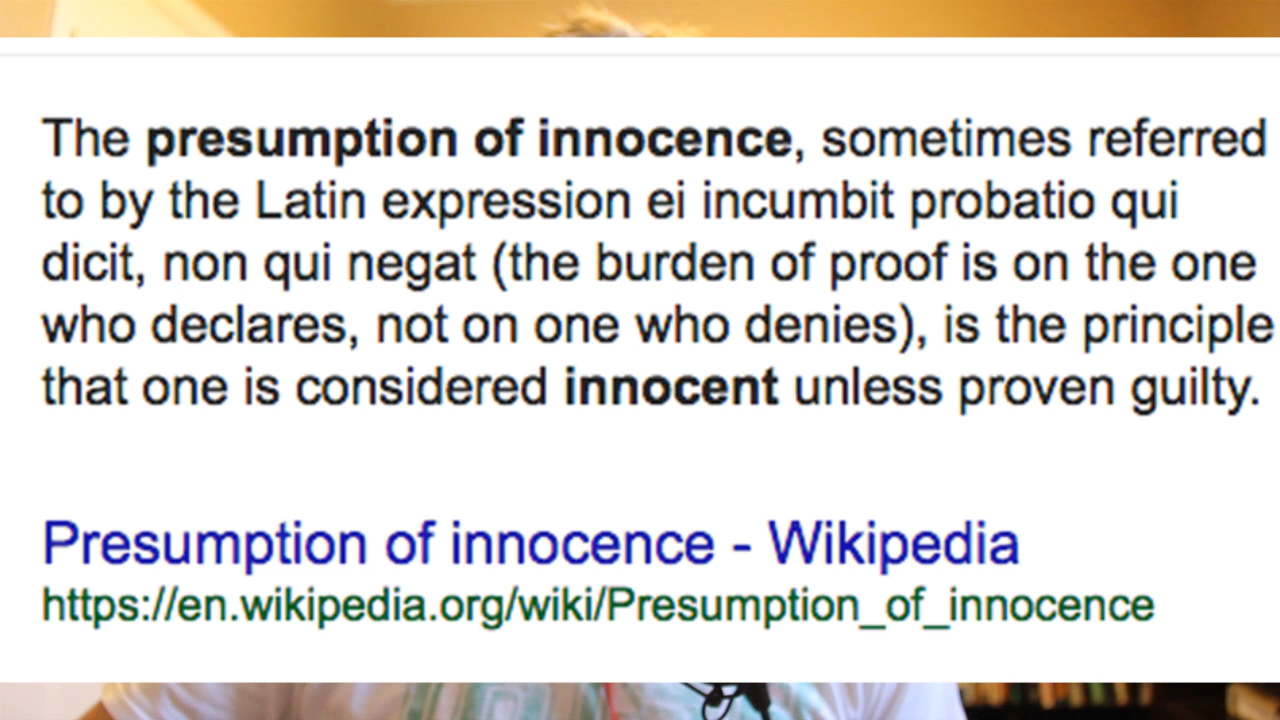 The presumption of innocence, sometimes referred
to by the Latin expression ei incumbit probatio qui
dicit, non qui negat (the burden of proof is on the one
who declares, not on one who denies), is the principle
that one is considered innocent unless proven guilty.
Presumption of innocence - Wikipedia
https://en.wikipedia.org/wiki/Presumption_of_innocence